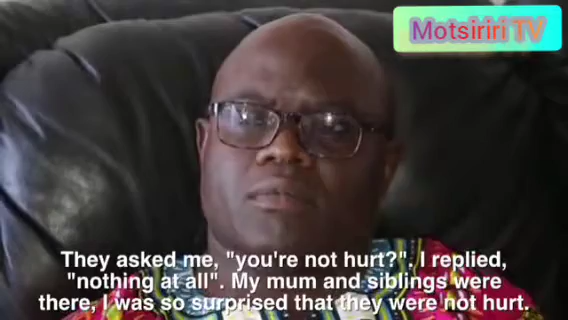 Motsiriri TV
They asked me, "you're not hurt?". I replied,
"nothing at all". My mum and siblings were
there, I was so surprised that they were not hurt.